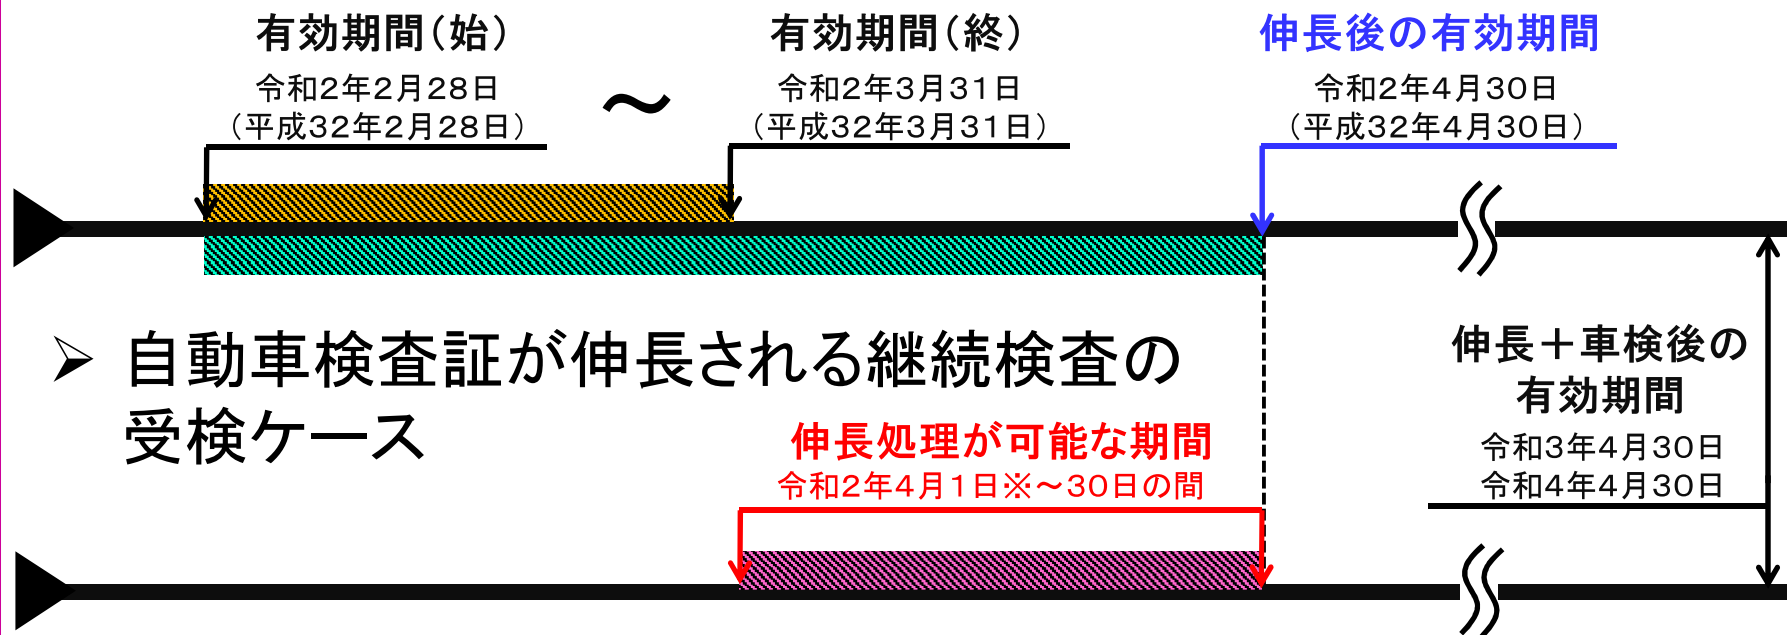 有効期間（始）
令和2年2月28日
（平成32年2月28日）
～
有効期間（終）
令和2年3月31日
（平成32年3月31日）
伸長後の有効期間
令和2年4月30日
（平成32年4月30日）
➢ 自動車検査証が伸長される継続検査の
受検ケース
伸長処理が可能な期間
令和2年4月1日※～30日の間
伸長＋車検後の
有効期間
令和3年4月30日
令和4年4月30日